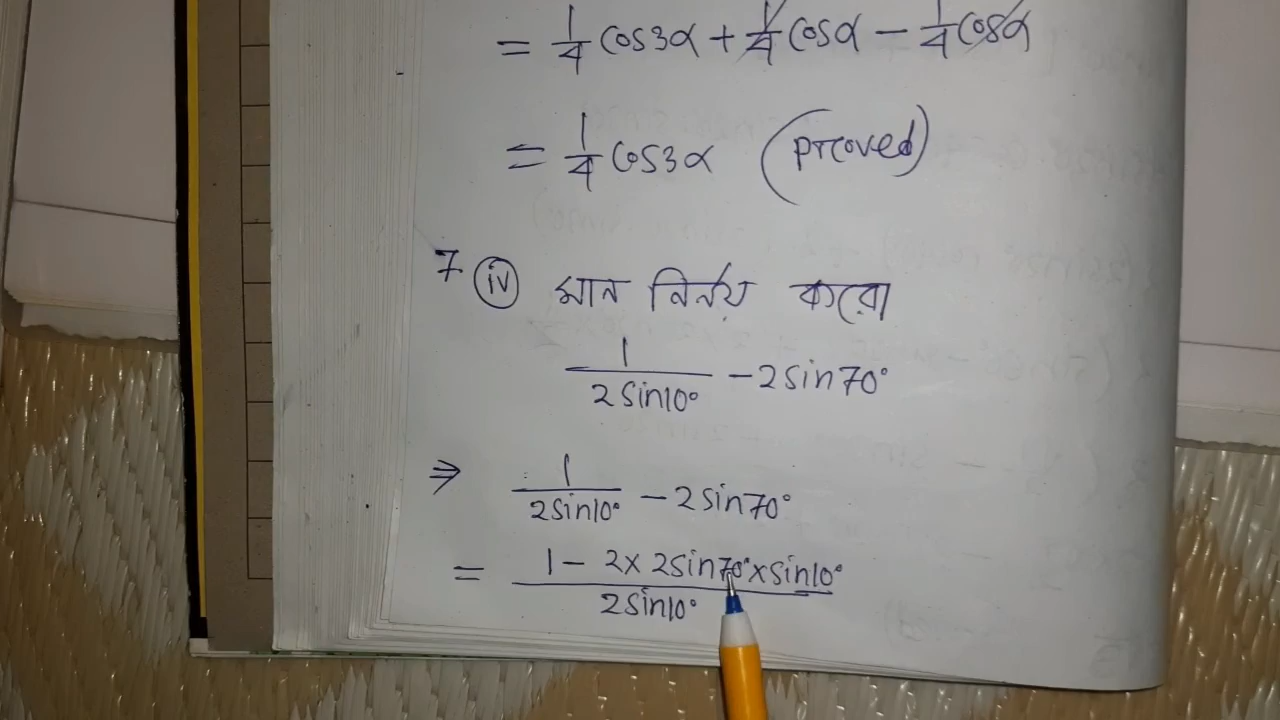 = 1/4 cos3α + 1/4 cosα − 1/4 cosα
= 1/4 cos3α (proved)
7. iv মান নির্নয় করো
1/2sin10° − 2sin70°
⇒ 1/2sin10° − 2sin70°
= 1 − 2× 2sin70°×sin10° / 2sin10°